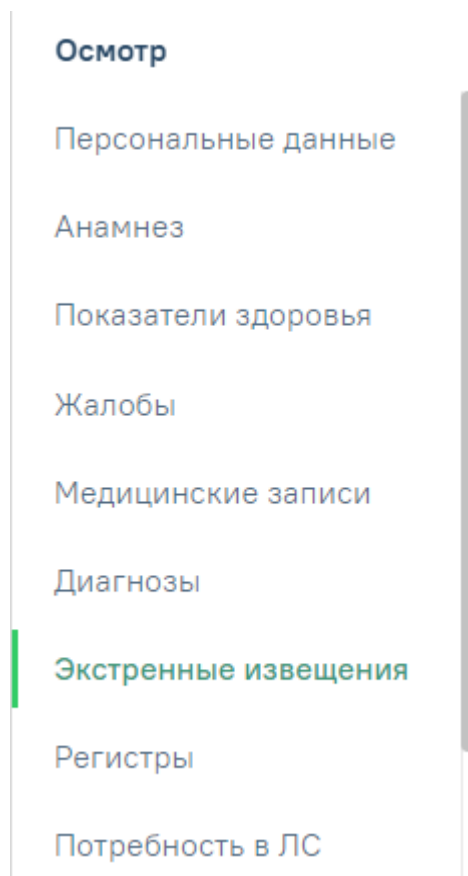 Осмотр
Персональные данные
Анамнез
Показатели здоровья
Жалобы
Медицинские записи
Диагнозы
Экстренные извещения
Регистры
Потребность в ЛС